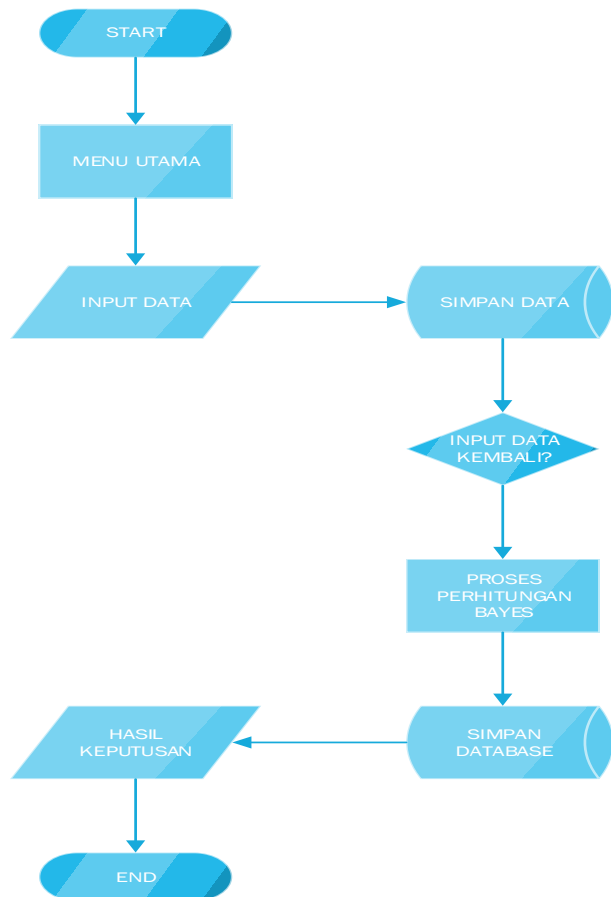 START
MENU UTAMA
INPUT DATA
SIMPAN DATA
INPUT DATA
KEMBALI?
PROSES
PERHITUNGAN
BAYES
SIMPAN
DATABASE
HASIL
KEPUTUSAN
END